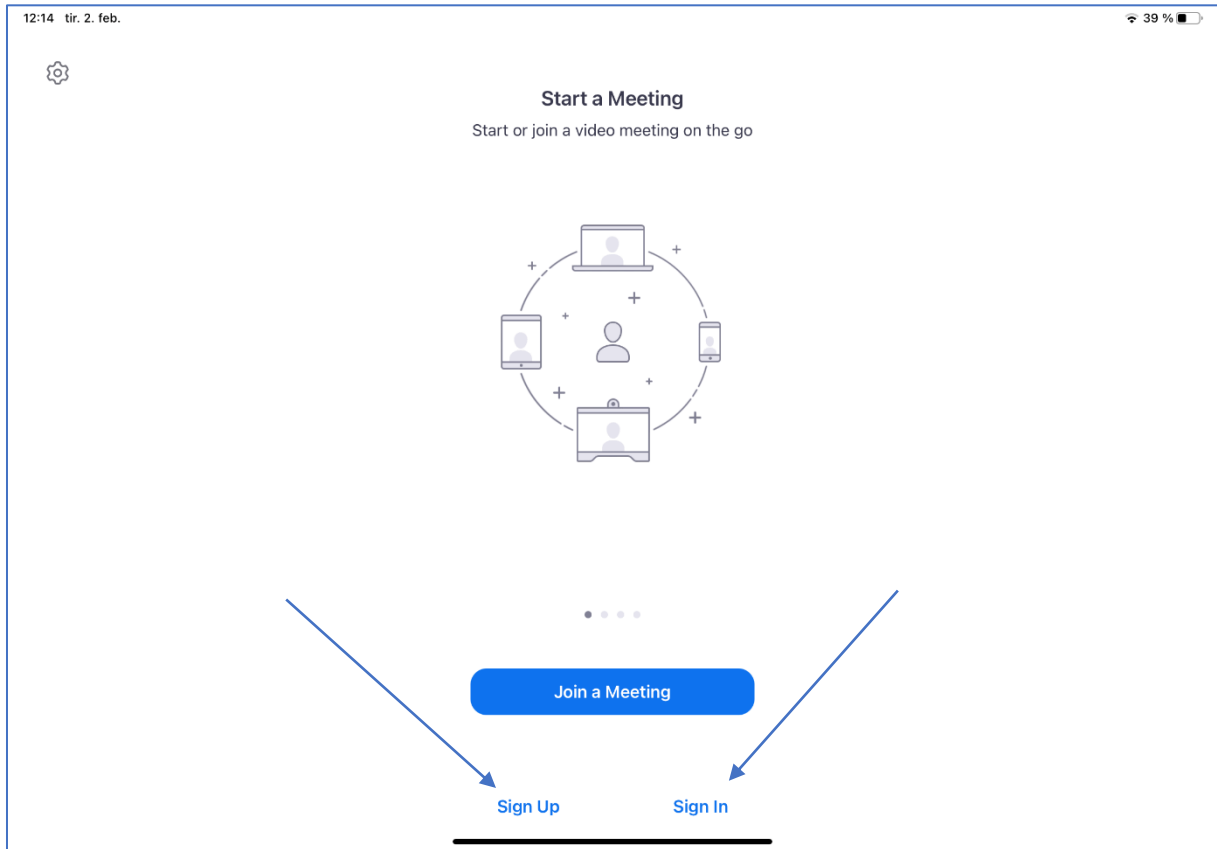 12:14 tir. 2. feb.
39 %
Start a Meeting
Start or join a video meeting on the go
Join a Meeting
Sign Up
Sign In